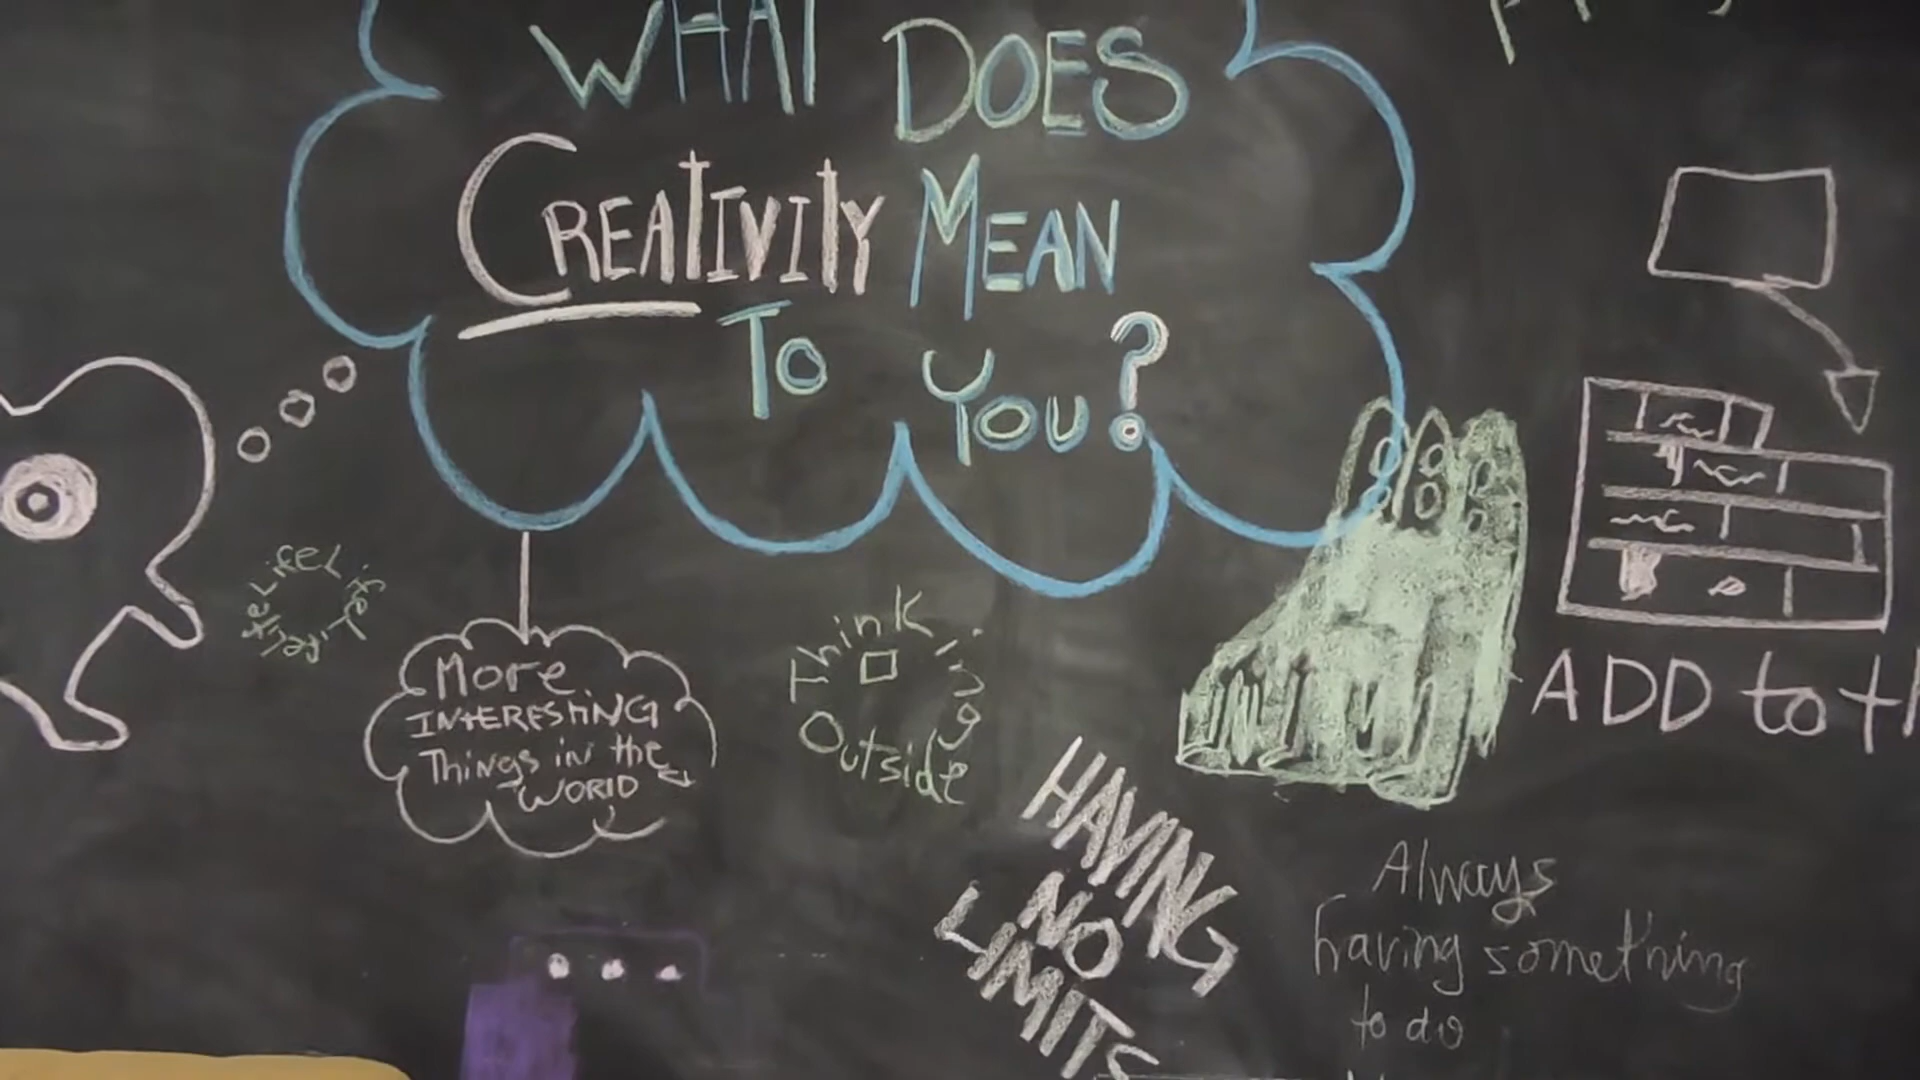 WHAT DOES
CREATIVITY MEAN
TO YOU?
LifeLifeLifeLife
More
INTERESTING
Things in the
WORLD
Thinking
Outside
HAVING
NO
LIMITS
ADD to th
Always
having something
to do